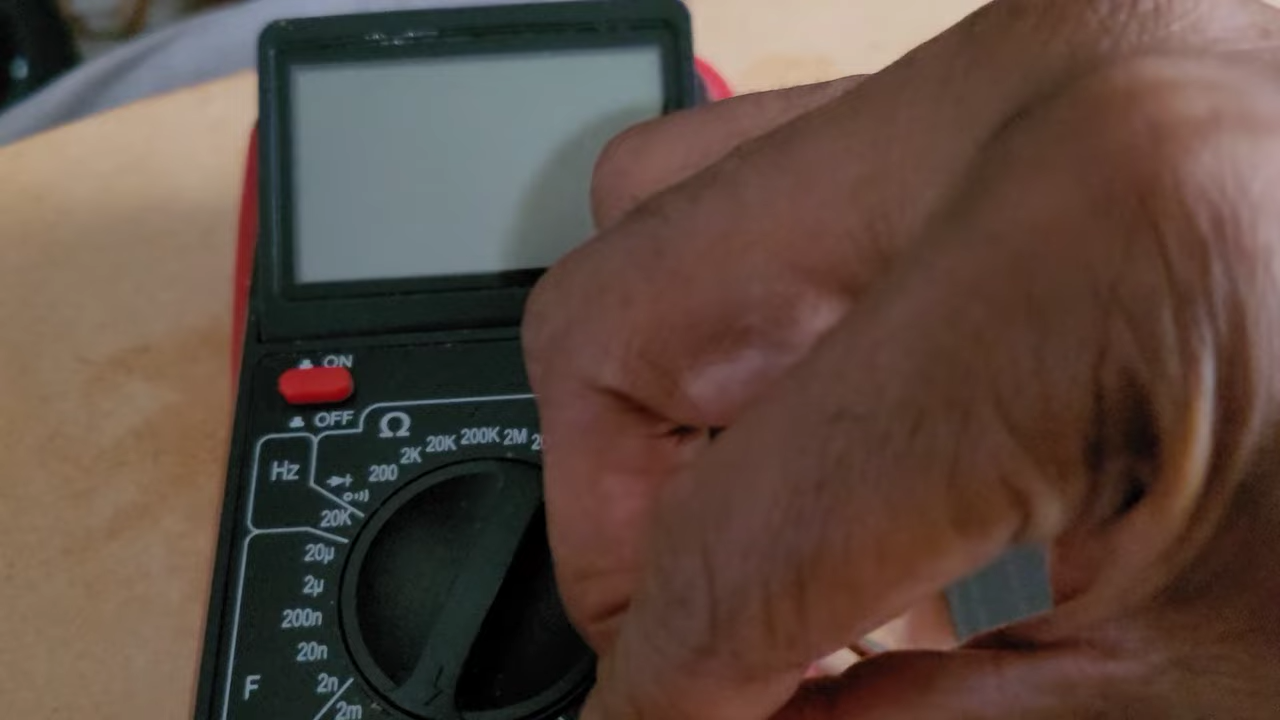 ON
OFF
Ω
200 2K 20K 200K 2M
Hz
20K
20µ
2µ
200n
20n
F
2n
2m